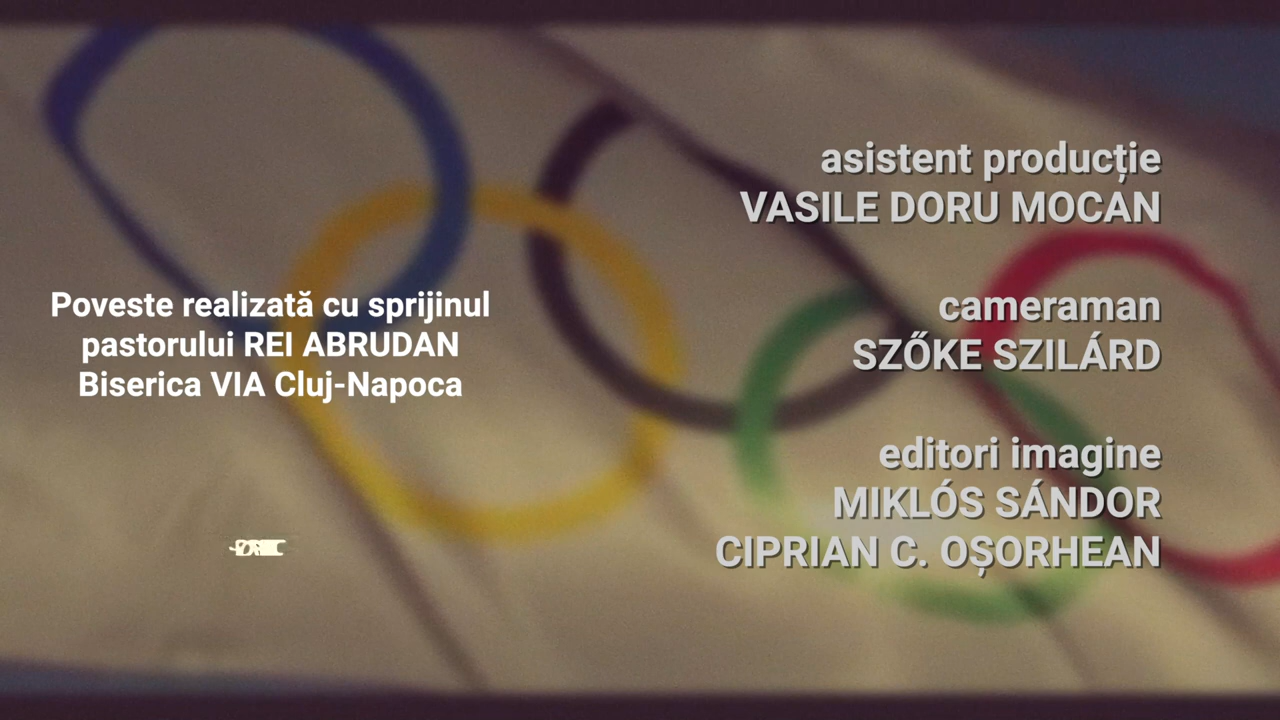 Poveste realizată cu sprijinul
pastorului REI ABRUDAN
Biserica VIA Cluj-Napoca
asistent producție
VASILE DORU MOCAN
cameraman
SZŐKE SZILÁRD
editori imagine
MIKLÓS SÁNDOR
CIPRIAN C. OȘORHEAN